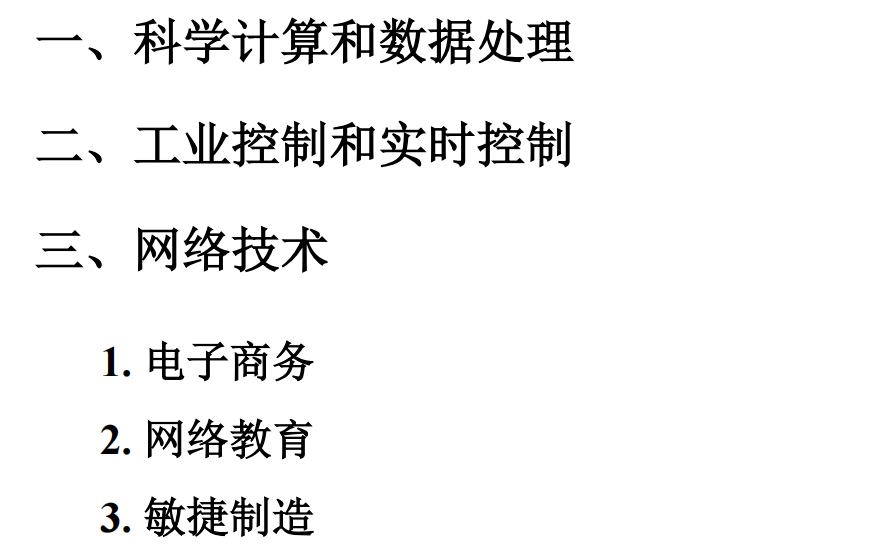 一、科学计算和数据处理
二、工业控制和实时控制
三、网络技术
1. 电子商务
2. 网络教育
3. 敏捷制造